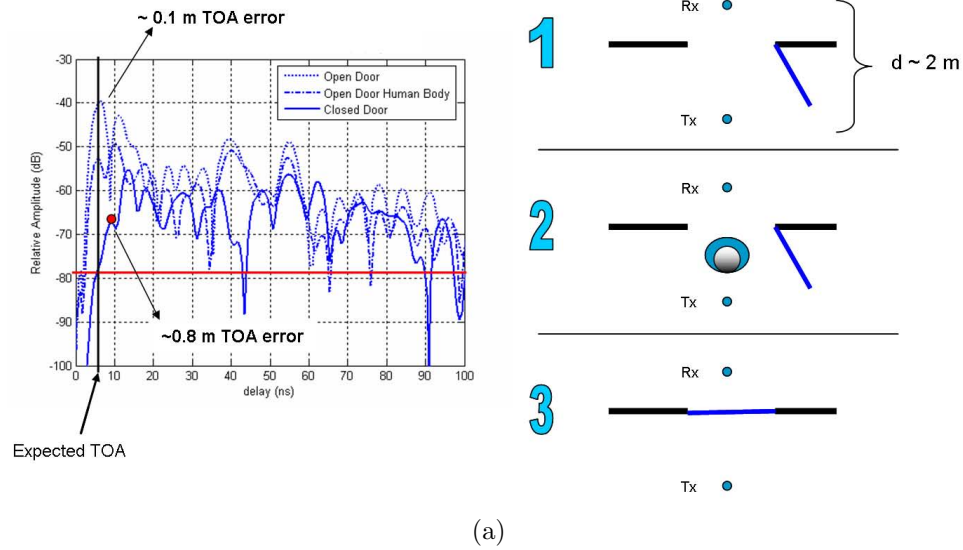 ~ 0.1 m TOA error
-30
-40
-50
-60
-70
-80
-90
-100
Relative Amplitude (dB)
Open Door
Open Door Human Body
Closed Door
~0.8 m TOA error
0 10 20 30 40 50 60 70 80 90 100
delay (ns)
Expected TOA
1
Rx
Tx
d ~ 2 m
2
Rx
Tx
3
Rx
Tx
(a)